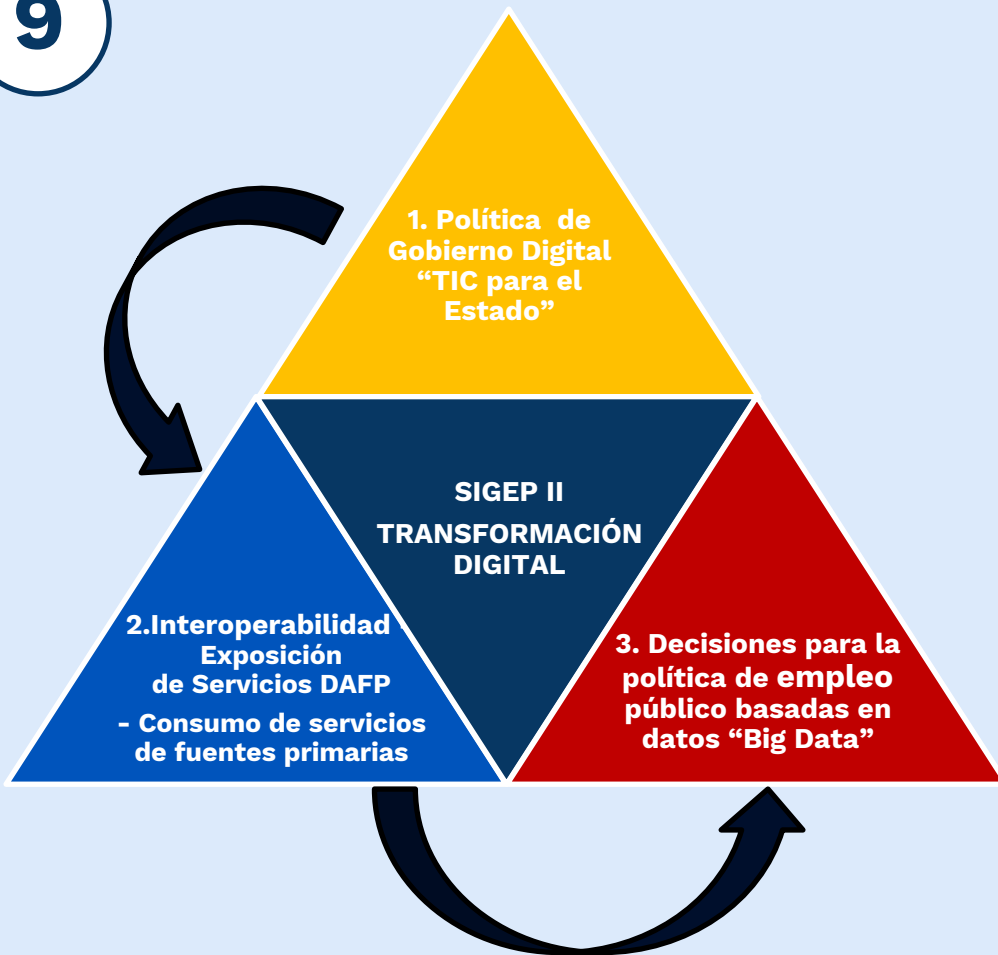 9
1. Política de
Gobierno Digital
“TIC para el
Estado”
SIGEP II
TRANSFORMACIÓN
DIGITAL
2.Interoperabilidad -
Exposición
de Servicios DAFP
- Consumo de servicios
de fuentes primarias
3. Decisiones para la
política de empleo
público basadas en
datos “Big Data”